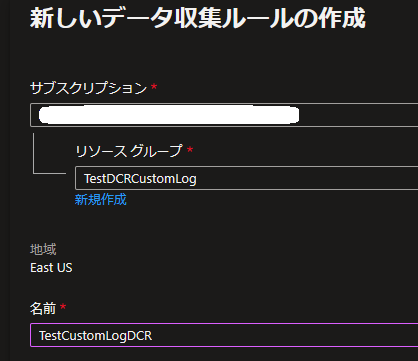 新しいデータ収集ルールの作成
サブスクリプション *
リソース グループ *
TestDCRCustomLog
新規作成
地域
East US
名前 *
TestCustomLogDCR